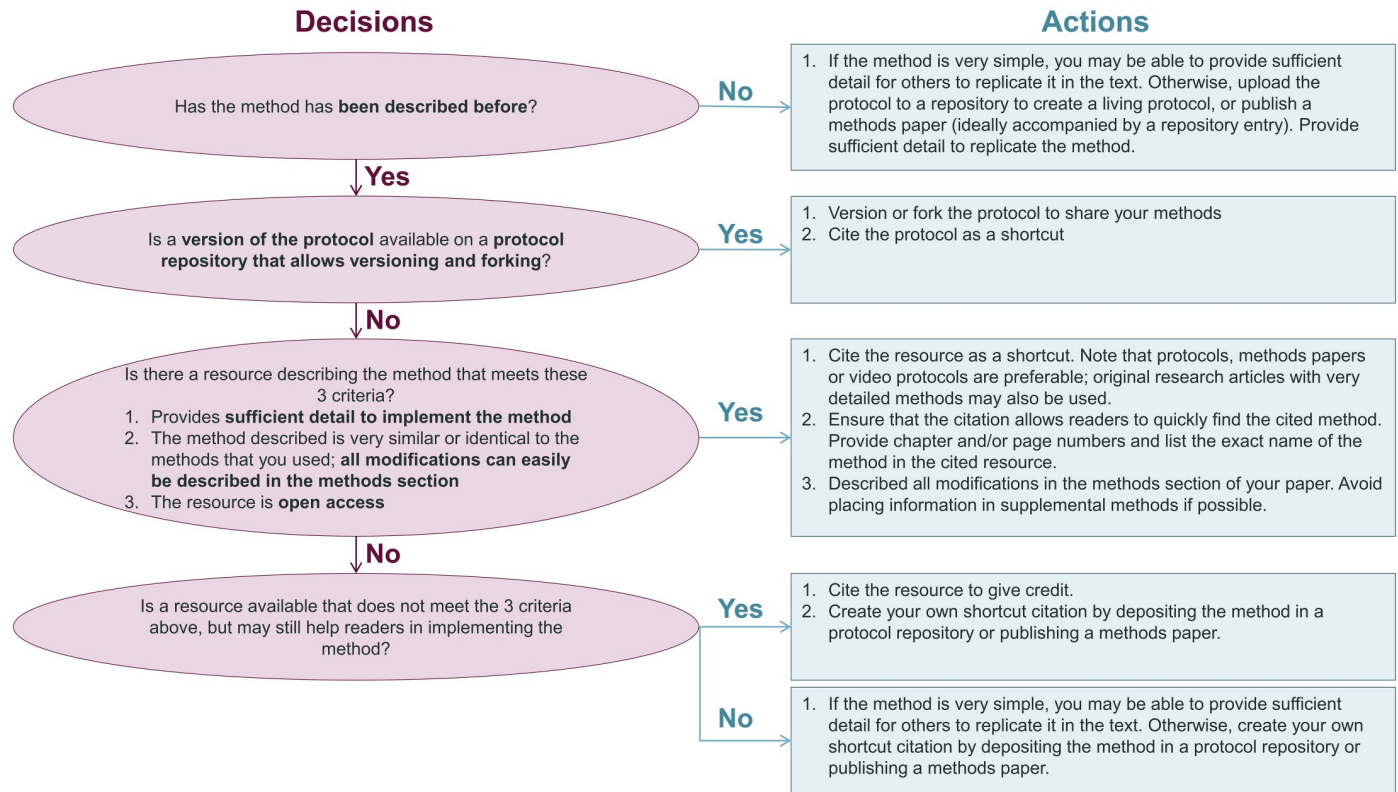 Decisions
Actions
Has the method has been described before?
No
1. If the method is very simple, you may be able to provide sufficient
detail for others to replicate it in the text. Otherwise, upload the
protocol to a repository to create a living protocol, or publish a
methods paper (ideally accompanied by a repository entry). Provide
sufficient detail to replicate the method.
Yes
Is a version of the protocol available on a protocol
repository that allows versioning and forking?
Yes
1. Version or fork the protocol to share your methods
2. Cite the protocol as a shortcut
No
Is there a resource describing the method that meets these
3 criteria?
1. Provides sufficient detail to implement the method
2. The method described is very similar or identical to the
methods that you used; all modifications can easily
be described in the methods section
3. The resource is open access
Yes
1. Cite the resource as a shortcut. Note that protocols, methods papers
or video protocols are preferable; original research articles with very
detailed methods may also be used.
2. Ensure that the citation allows readers to quickly find the cited method.
Provide chapter and/or page numbers and list the exact name of the
method in the cited resource.
3. Described all modifications in the methods section of your paper. Avoid
placing information in supplemental methods if possible.
No
Is a resource available that does not meet the 3 criteria
above, but may still help readers in implementing the
method?
Yes
1. Cite the resource to give credit.
2. Create your own shortcut citation by depositing the method in a
protocol repository or publishing a methods paper.
No
1. If the method is very simple, you may be able to provide sufficient
detail for others to replicate it in the text. Otherwise, create your own
shortcut citation by depositing the method in a protocol repository or
publishing a methods paper.